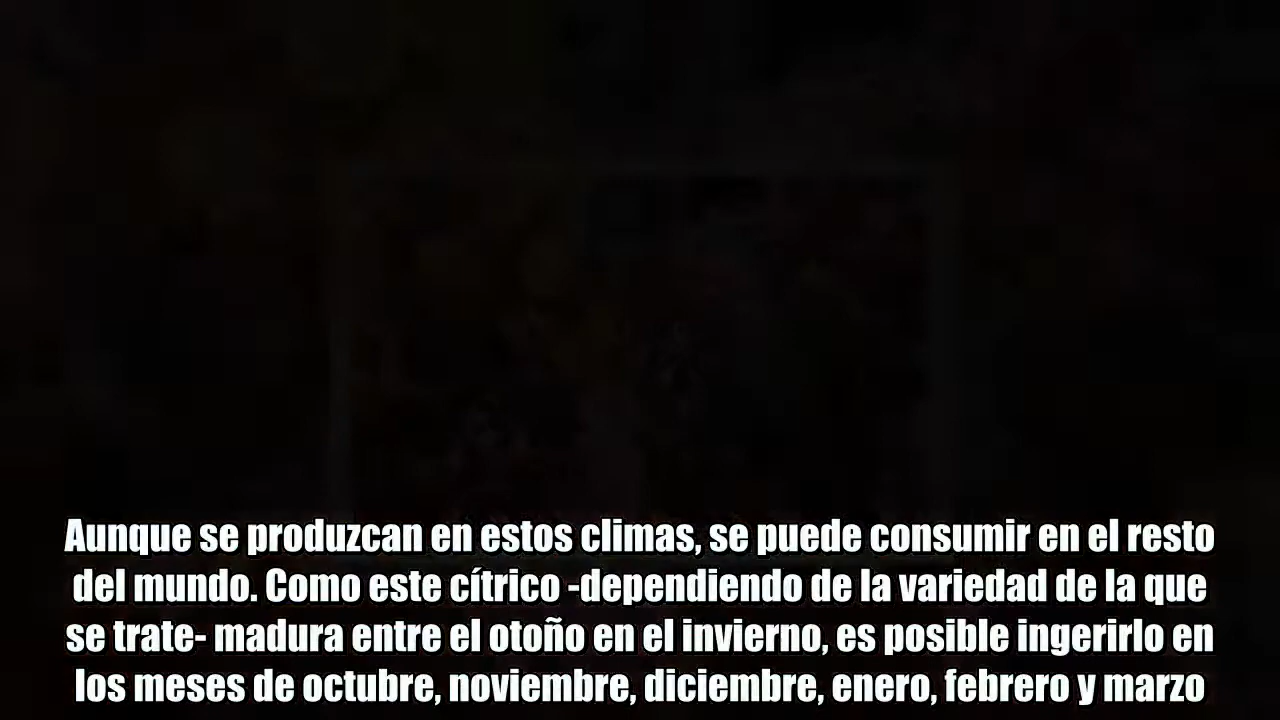 Aunque se produzcan en estos climas, se puede consumir en el resto
del mundo. Como este cítrico -dependiendo de la variedad de la que
se trate- madura entre el otoño en el invierno, es posible ingerirlo en
los meses de octubre, noviembre, diciembre, enero, febrero y marzo